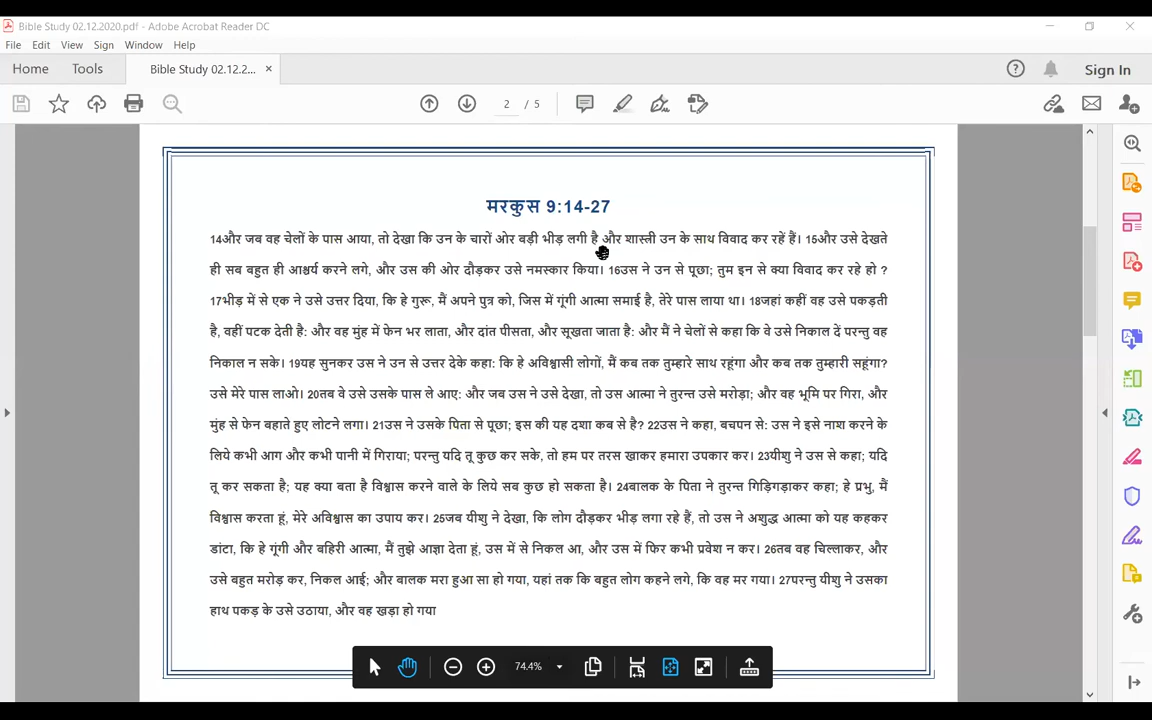 Bible Study 02.12.2020.pdf - Adobe Acrobat Reader DC
File Edit View Sign Window Help
Home Tools Bible Study 02.12.2... × Sign In
2 / 5
मरकुस 9:14-27
14और जब वह चेलों के पास आया, तो देखा कि उन के चारों ओर बड़ी भीड़ लगी है और शास्त्री उन के साथ विवाद कर रहें हैं। 15और उसे देखते
ही सब बहुत ही आश्चर्य करने लगे, और उस की ओर दौड़कर उसे नमस्कार किया। 16उस ने उन से पूछा; तुम इन से क्या विवाद कर रहे हो ?
17भीड़ में से एक ने उसे उत्तर दिया, कि हे गुरू, मैं अपने पुत्र को, जिस में गूंगी आत्मा समाई है, तेरे पास लाया था। 18जहां कहीं वह उसे पकड़ती
है, वहीं पटक देती है: और वह मुंह में फेन भर लाता, और दांत पीसता, और सूखता जाता है: और मैं ने चेलों से कहा कि वे उसे निकाल दें परन्तु वह
निकाल न सके। 19यह सुनकर उस ने उन से उत्तर देके कहा: कि हे अविश्वासी लोगों, मैं कब तक तुम्हारे साथ रहूंगा और कब तक तुम्हारी सहूंगा?
उसे मेरे पास लाओ। 20तब वे उसे उसके पास ले आए: और जब उस ने उसे देखा, तो उस आत्मा ने तुरन्त उसे मरोड़ा; और वह भूमि पर गिरा, और
मुंह से फेन बहाते हुए लोटने लगा। 21उस ने उसके पिता से पूछा; इस की यह दशा कब से है? 22उस ने कहा, बचपन से: उस ने इसे नाश करने के
लिये कभी आग और कभी पानी में गिराया; परन्तु यदि तू कुछ कर सके, तो हम पर तरस खाकर हमारा उपकार कर। 23यीशु ने उस से कहा; यदि
तू कर सकता है; यह क्या बता है विश्वास करने वाले के लिये सब कुछ हो सकता है। 24बालक के पिता ने तुरन्त गिड़िगड़ाकर कहा; हे प्रभु, मैं
विश्वास करता हूं, मेरे अविश्वास का उपाय कर। 25जब यीशु ने देखा, कि लोग दौड़कर भीड़ लगा रहे हैं, तो उस ने अशुद्ध आत्मा को यह कहकर
डांटा, कि हे गूंगी और बहिरी आत्मा, मैं तुझे आज्ञा देता हूं, उस में से निकल आ, और उस में फिर कभी प्रवेश न कर। 26तब वह चिल्लाकर, और
उसे बहुत मरोड़ कर, निकल आई; और बालक मरा हुआ सा हो गया, यहां तक कि बहुत लोग कहने लगे, कि वह मर गया। 27परन्तु यीशु ने उसका
हाथ पकड़ के उसे उठाया, और वह खड़ा हो गया
74.4%